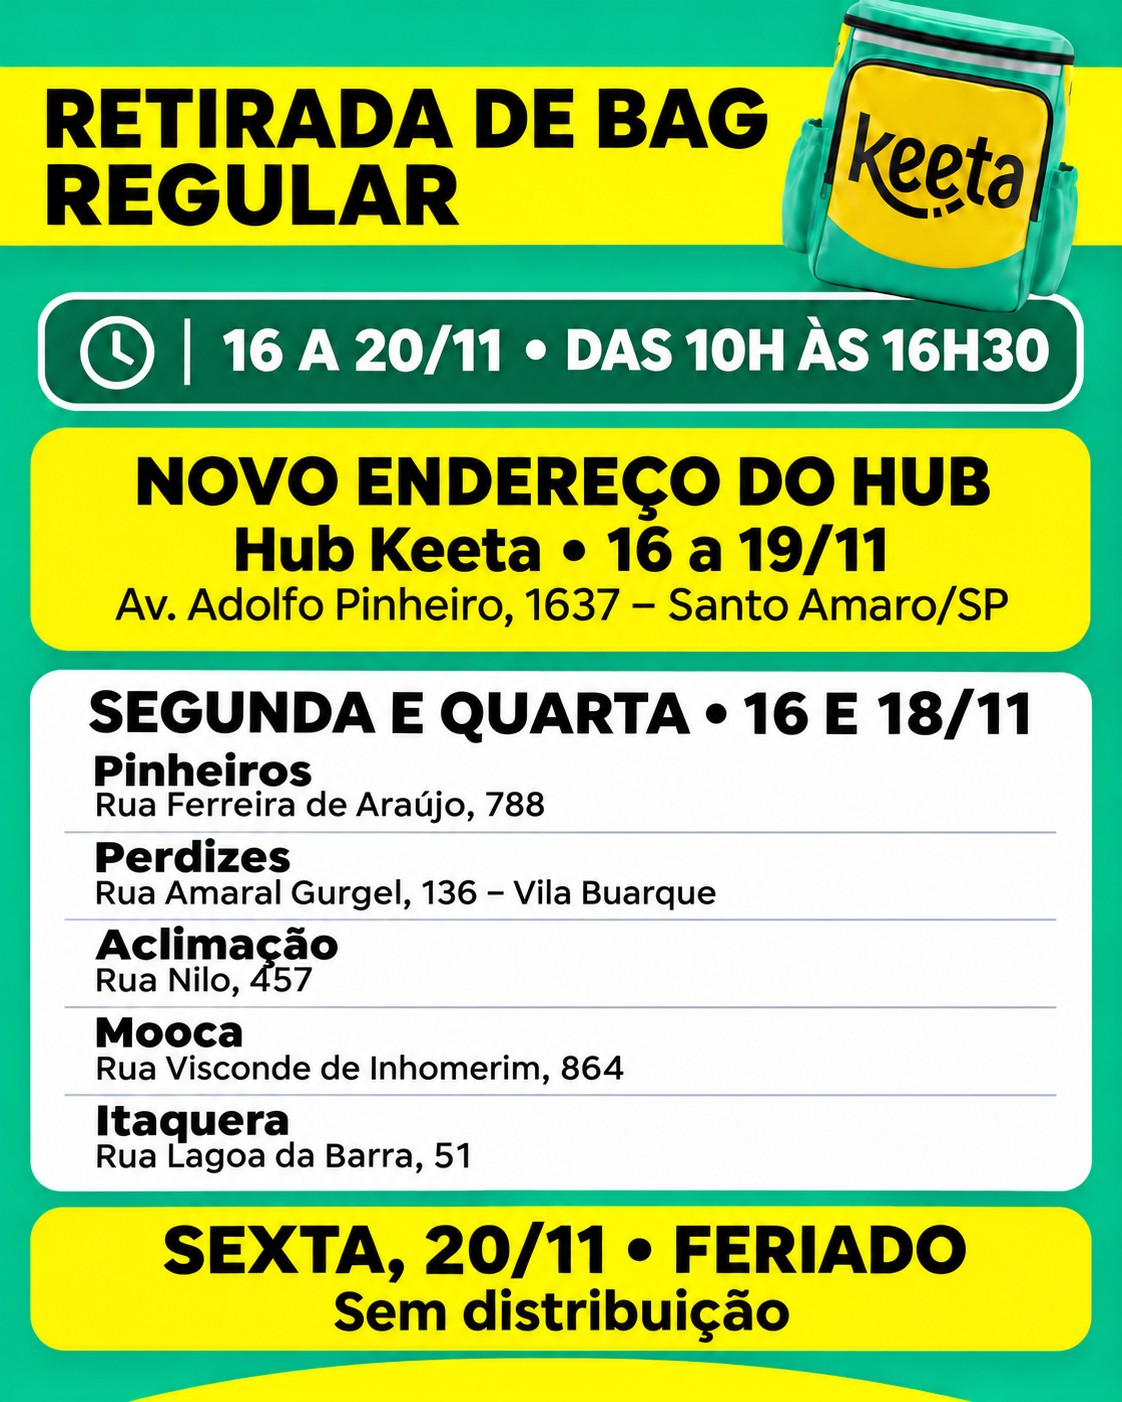 RETIRADA DE BAG
REGULAR
keeta
16 A 20/11 • DAS 10H ÀS 16H30
NOVO ENDEREÇO DO HUB
Hub Keeta • 16 a 19/11
Av. Adolfo Pinheiro, 1637 – Santo Amaro/SP
SEGUNDA E QUARTA • 16 E 18/11
Pinheiros
Rua Ferreira de Araújo, 788
Perdizes
Rua Amaral Gurgel, 136 – Vila Buarque
Aclimação
Rua Nilo, 457
Mooca
Rua Visconde de Inhomerim, 864
Itaquera
Rua Lagoa da Barra, 51
SEXTA, 20/11 • FERIADO
Sem distribuição